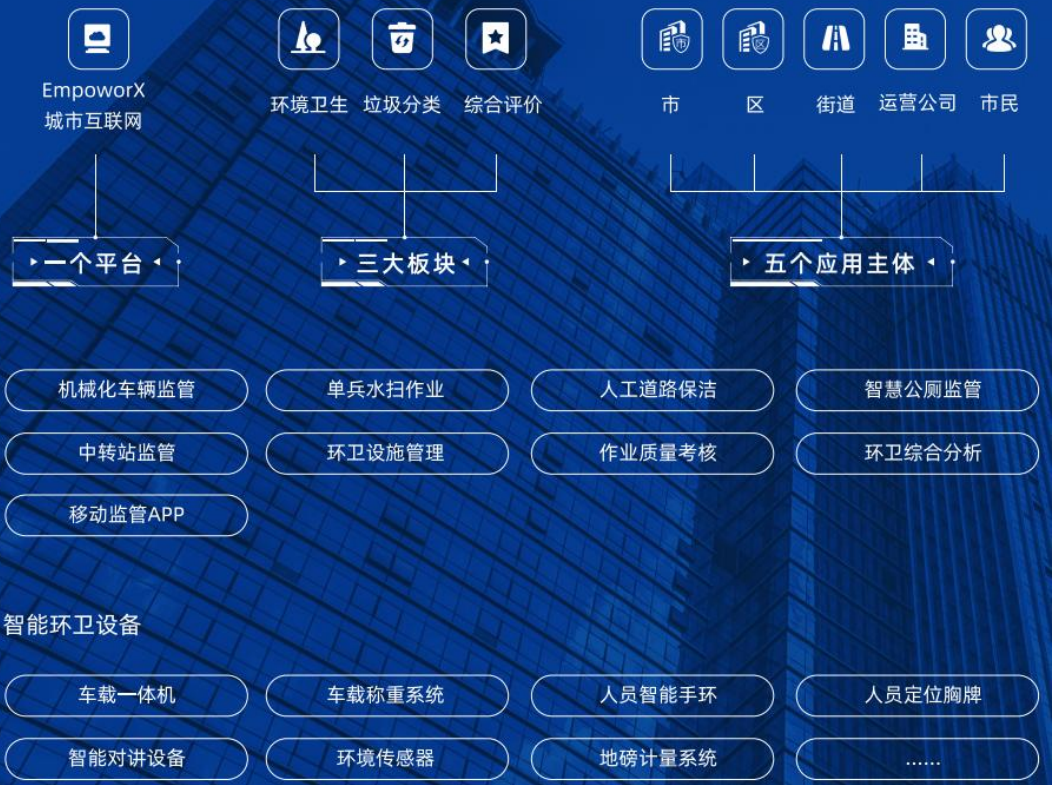 EmpoworX
城市互联网
环境卫生 垃圾分类 综合评价
市 区 街道 运营公司 市民
一个平台 三大板块 五个应用主体
机械化车辆监管 单兵水扫作业 人工道路保洁 智慧公厕监管
中转站监管 环卫设施管理 作业质量考核 环卫综合分析
移动监管APP
智能环卫设备
车载一体机 车载称重系统 人员智能手环 人员定位胸牌
智能对讲设备 环境传感器 地磅计量系统 ......